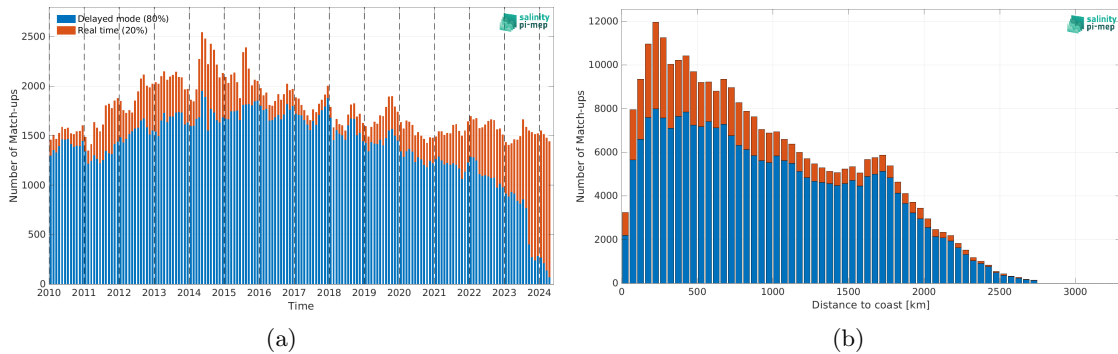 Delayed mode (80%)
Real time (20%)
salinity
pi-mep
Number of Match-ups
2500
2000
1500
1000
500
0
2010 2011 2012 2013 2014 2015 2016 2017 2018 2019 2020 2021 2022 2023 2024
Time
(a)
salinity
pi-mep
Number of Match-ups
12000
10000
8000
6000
4000
2000
0
0 500 1000 1500 2000 2500 3000
Distance to coast [km]
(b)